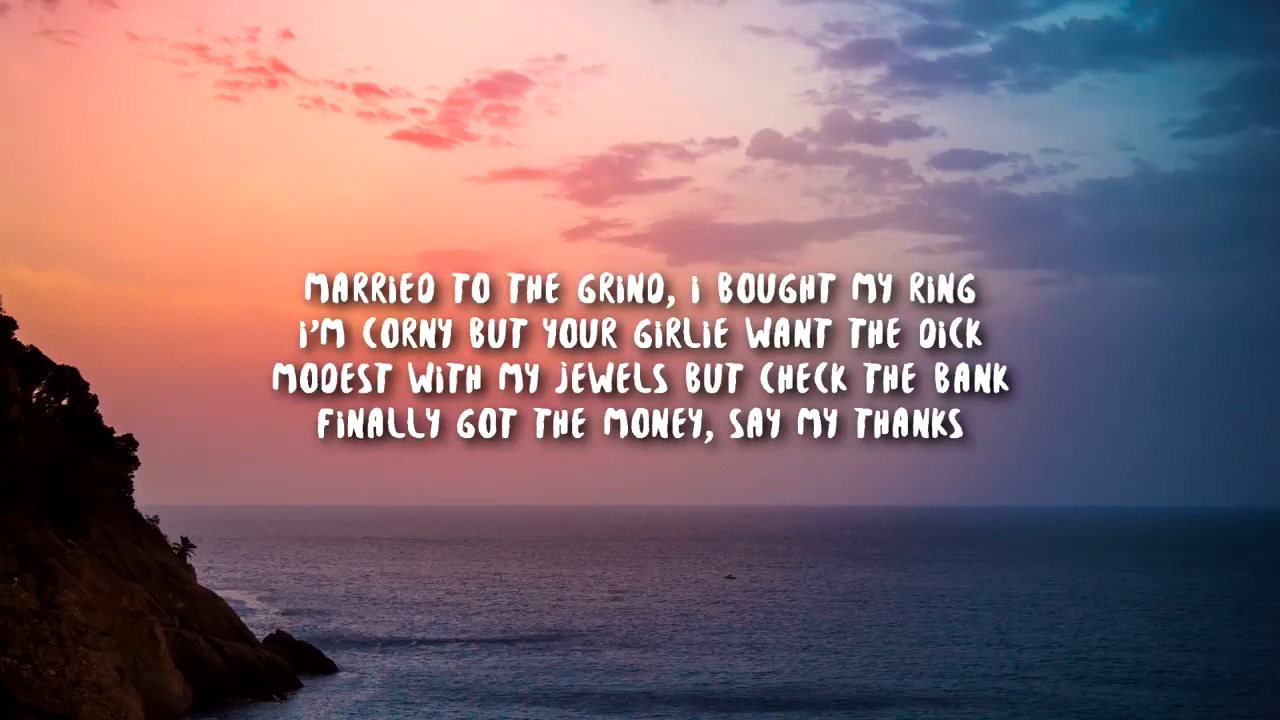 MARRiED TO THE GRiND, i BOUGHT MY RiNG
i'M CORNY BUT YOUR GiRLiE WANT THE DiCK
MODEST WiTH MY JEWELS BUT CHECK THE BANK
FiNALLY GOT THE MONEY, SAY MY THANKS